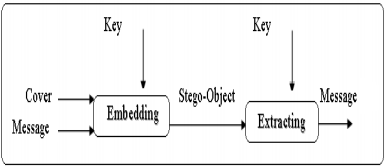 Key
Key
Cover
Stego-Object
Message
Embedding
Extracting
Message